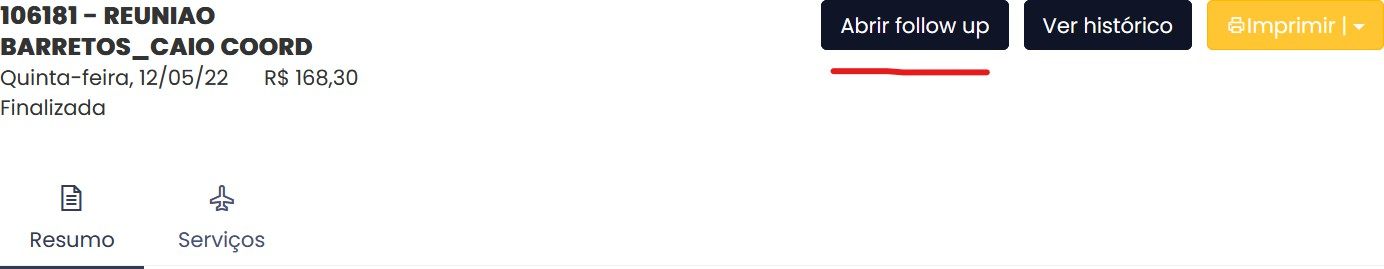 106181 - REUNIAO
BARRETOS_CAIO COORD
Quinta-feira, 12/05/22 R$ 168,30
Finalizada
Abrir follow up
Ver histórico
Imprimir |
Resumo
Serviços